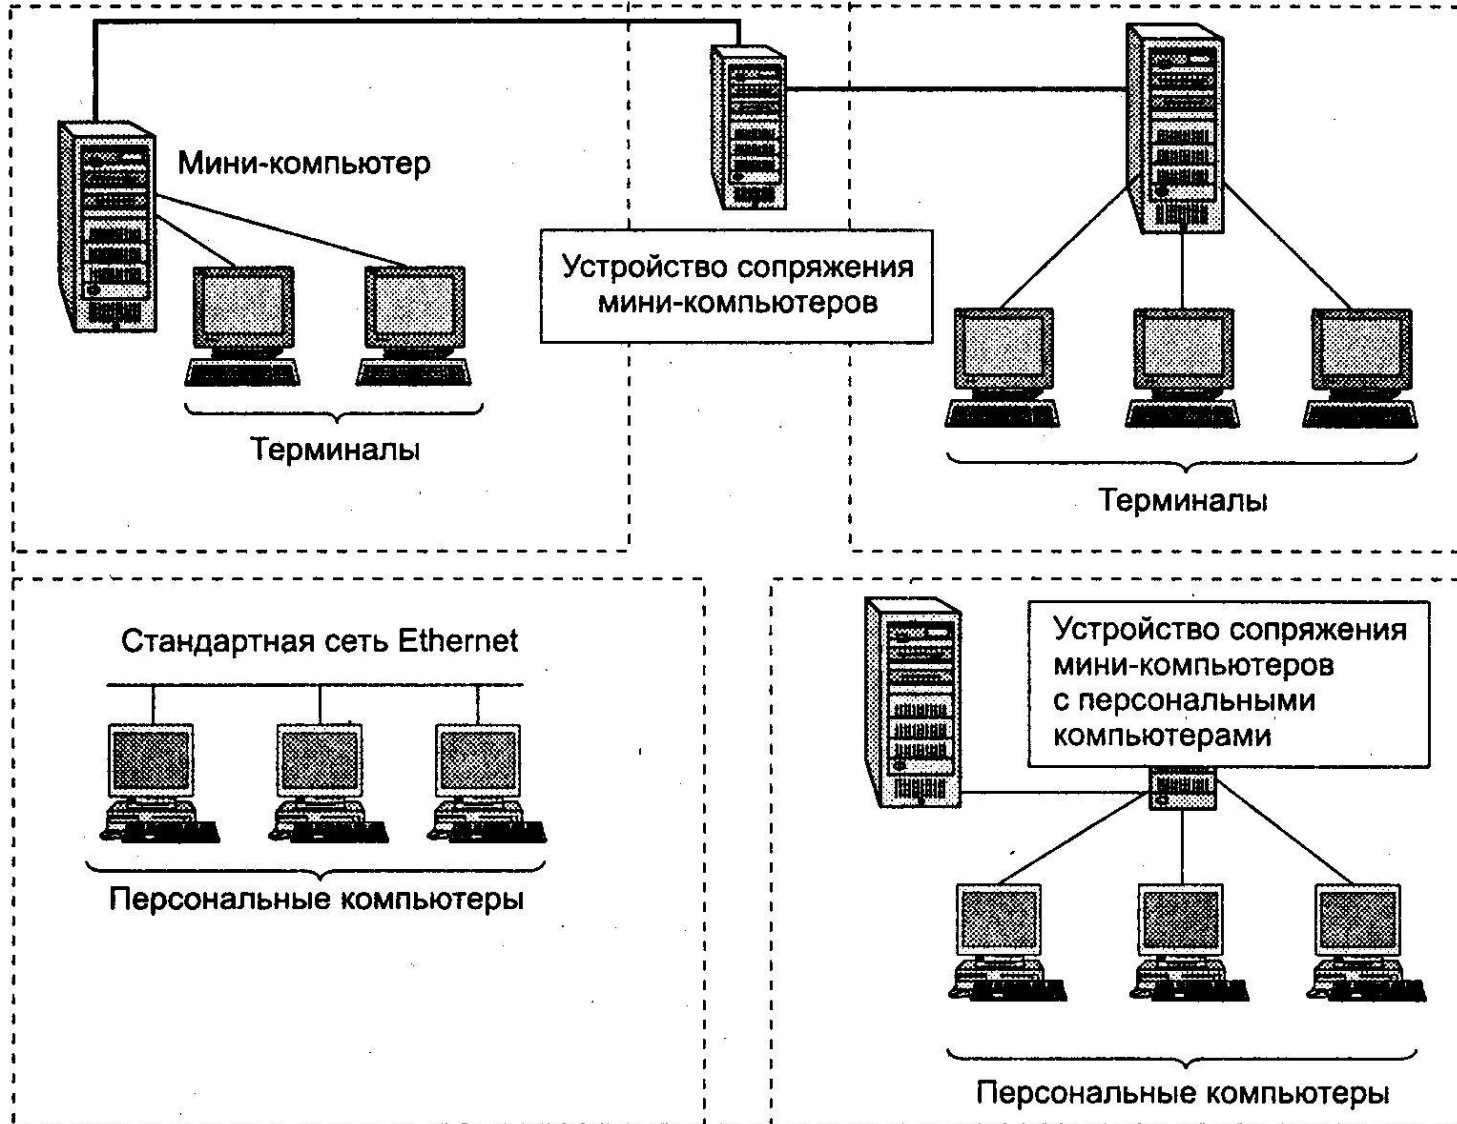 Мини-компьютер
Устройство сопряжения
мини-компьютеров
Терминалы
Терминалы
Стандартная сеть Ethernet
Персональные компьютеры
Устройство сопряжения
мини-компьютеров
с персональными
компьютерами
Персональные компьютеры